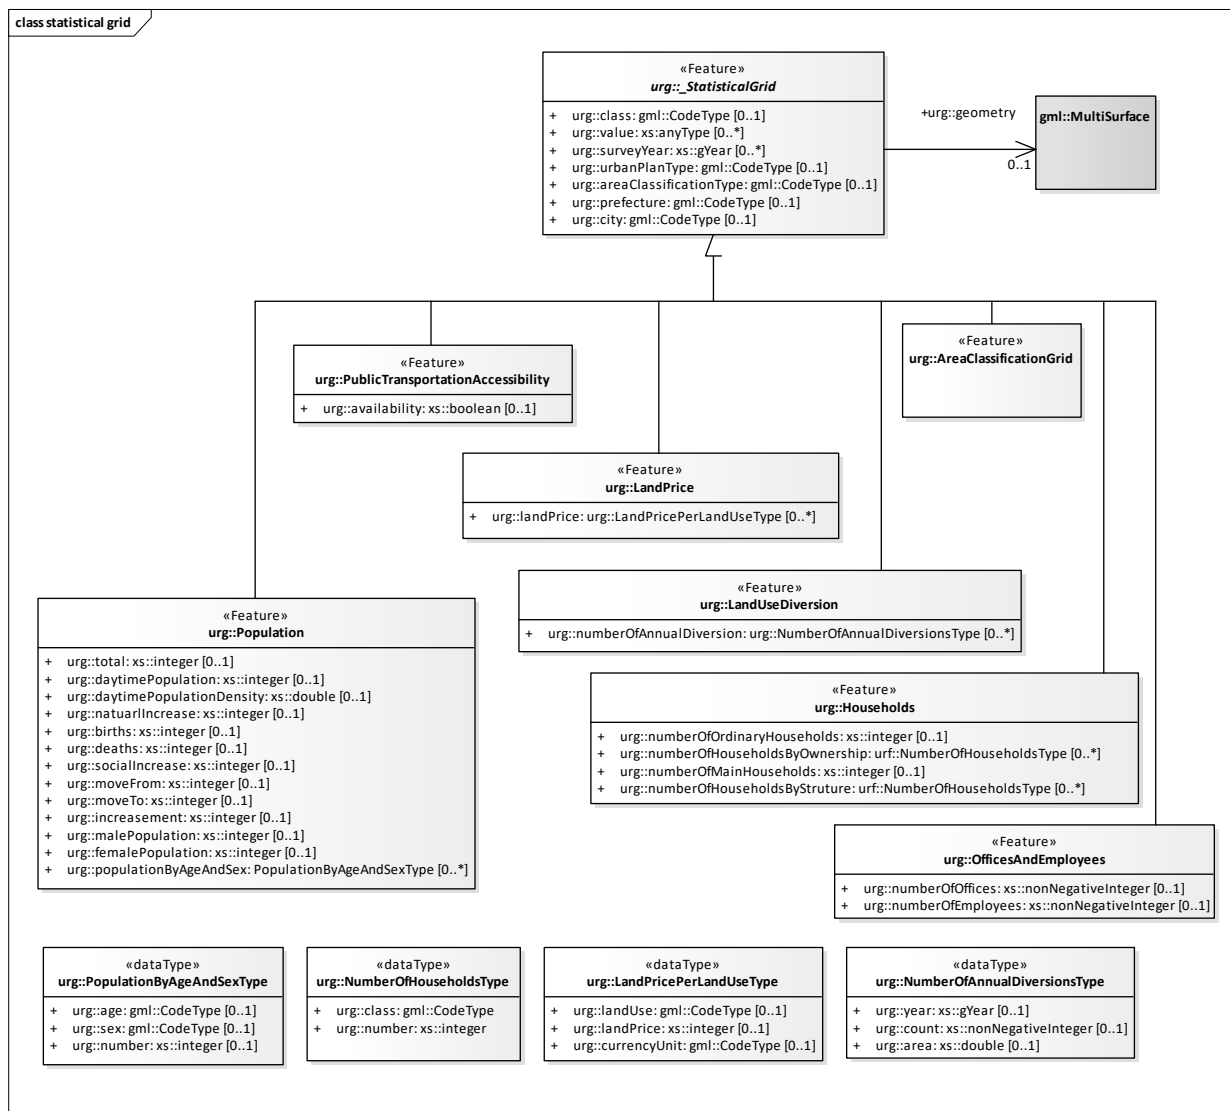 class statistical grid
«Feature»
urg::_StatisticalGrid
+ urg::class: gml::CodeType [0..1]
+ urg::value: xs:anyType [0..*]
+ urg::surveyYear: xs::gYear [0..*]
+ urg::urbanPlanType: gml::CodeType [0..1]
+ urg::areaClassificationType: gml::CodeType [0..1]
+ urg::prefecture: gml::CodeType [0..1]
+ urg::city: gml::CodeType [0..1]
+urg::geometry
0..1
gml::MultiSurface
«Feature»
urg::AreaClassificationGrid
«Feature»
urg::PublicTransportationAccessibility
+ urg::availability: xs::boolean [0..1]
«Feature»
urg::LandPrice
+ urg::landPrice: urg::LandPricePerLandUseType [0..*]
«Feature»
urg::LandUseDiversion
+ urg::numberOfAnnualDiversion: urg::NumberOfAnnualDiversionsType [0..*]
«Feature»
urg::Population
+ urg::total: xs::integer [0..1]
+ urg::daytimePopulation: xs::integer [0..1]
+ urg::daytimePopulationDensity: xs::double [0..1]
+ urg::natuarlIncrease: xs::integer [0..1]
+ urg::births: xs::integer [0..1]
+ urg::deaths: xs::integer [0..1]
+ urg::socialIncrease: xs::integer [0..1]
+ urg::moveFrom: xs::integer [0..1]
+ urg::moveTo: xs::integer [0..1]
+ urg::increasement: xs::integer [0..1]
+ urg::malePopulation: xs::integer [0..1]
+ urg::femalePopulation: xs::integer [0..1]
+ urg::populationByAgeAndSex: PopulationByAgeAndSexType [0..*]
«Feature»
urg::Households
+ urg::numberOfOrdinaryHouseholds: xs::integer [0..1]
+ urg::numberOfHouseholdsByOwnership: urf::NumberOfHouseholdsType [0..*]
+ urg::numberOfMainHouseholds: xs::integer [0..1]
+ urg::numberOfHouseholdsByStruture: urf::NumberOfHouseholdsType [0..*]
«Feature»
urg::OfficesAndEmployees
+ urg::numberOfOffices: xs::nonNegativeInteger [0..1]
+ urg::numberOfEmployees: xs::nonNegativeInteger [0..1]
«dataType»
urg::PopulationByAgeAndSexType
+ urg::age: gml::CodeType [0..1]
+ urg::sex: gml::CodeType [0..1]
+ urg::number: xs::integer [0..1]
«dataType»
urg::NumberOfHouseholdsType
+ urg::class: gml::CodeType
+ urg::number: xs::integer
«dataType»
urg::LandPricePerLandUseType
+ urg::landUse: gml::CodeType [0..1]
+ urg::landPrice: xs::integer [0..1]
+ urg::currencyUnit: gml::CodeType [0..1]
«dataType»
urg::NumberOfAnnualDiversionsType
+ urg::year: xs::gYear [0..1]
+ urg::count: xs::nonNegativeInteger [0..1]
+ urg::area: xs::double [0..1]